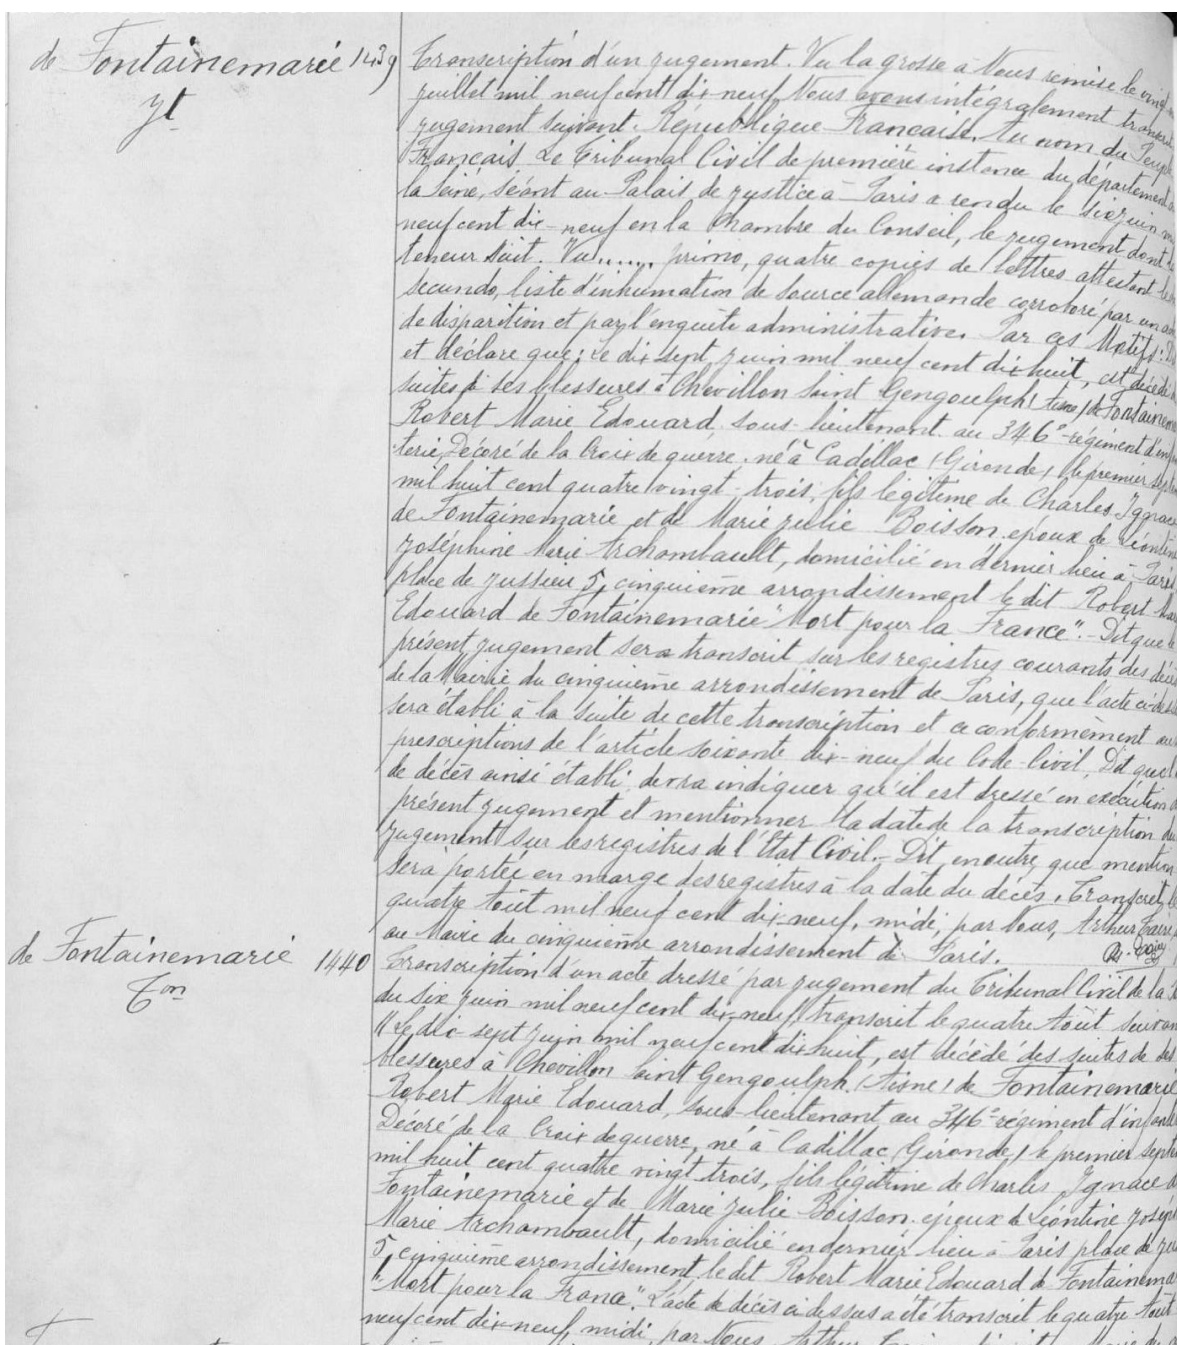 de Fontainemarie 1439
Jt
Transcription d'un jugement. Vu la grosse à Nous remise le vingt
juillet mil neuf cent dix-neuf Nous avons intégralement transcrit
jugement suivant. République Française. Au nom du Peuple
Français. Le Tribunal Civil de première instance du département
la Seine, séant au Palais de justice à Paris a rendu le six juin
neuf cent dix-neuf en la Chambre du Conseil, le jugement dont
teneur suit. Vu...... primo, quatre copies de lettres attestant
secundo, liste d'inhumation de source allemande corroboré par un
de disparition et par l'enquête administrative. Par ces Motifs:
et déclare que: le dix sept juin mil neuf cent dix huit, est décédé
suites de ses blessures à Chevillon Saint Gengoulph (Aisne) de Fontainem
Robert Marie Edouard sous-lieutenant au 346e régiment d'in
terie, Décoré de la Croix de guerre, né à Cadillac (Gironde) le premier sept
mil huit cent quatre vingt-trois, fils légitime de Charles Ignace
de Fontainemarie et de Marie Julie Boisson époux de Léontine
Joséphine Marie Archambault, domicilié en dernier lieu à Paris
place de Jussieu 5, cinquième arrondissement le dit Robert Mar
Edouard de Fontainemarie "Mort pour la France". Dit que le
présent jugement sera transcrit sur les registres courants des décès
de la Mairie du cinquième arrondissement de Paris, que l'acte ci-des
sera établi à la suite de cette transcription et ce conformément aux
prescriptions de l'article soixante dix-neuf du Code Civil, Dit que l
de décès ainsi établi, devra indiquer qu'il est dressé en exécution
présent jugement et mentionner la date de la transcription du
jugement sur les registres de l'Etat Civil. Dit, en outre, que mention
sera portée en marge des registres à la date du décès. Transcrit, le
quatre Août mil neuf cent dix neuf, midi, par Nous, Arthur
au Maire du cinquième arrondissement de Paris.
de Fontainemarie 1440
Ton
Transcription d'un acte dressé par jugement du Tribunal Civil de la
du six juin mil neuf cent dix-neuf, transcrit le quatre Août suivan
"Le dix sept juin mil neuf cent dix huit, est décédé des suites de ses
blessures à Chevillon Saint Gengoulph (Aisne) de Fontainemarie
Robert Marie Edouard, sous-lieutenant au 346e régiment d'infante
Décoré de la Croix de guerre, né à Cadillac (Gironde) le premier septe
mil huit cent quatre vingt trois, fils légitime de Charles Ignace d
Fontainemarie et de Marie Julie Boisson époux de Léontine Josép
Marie Archambault, domicilié en dernier lieu à Paris place de Ju
5, cinquième arrondissement, le dit Robert Marie Edouard de Fontainema
"Mort pour la France". L'acte de décès ci dessus a été transcrit le quatre Août
neuf cent dix-neuf, midi, par Nous, Arthur